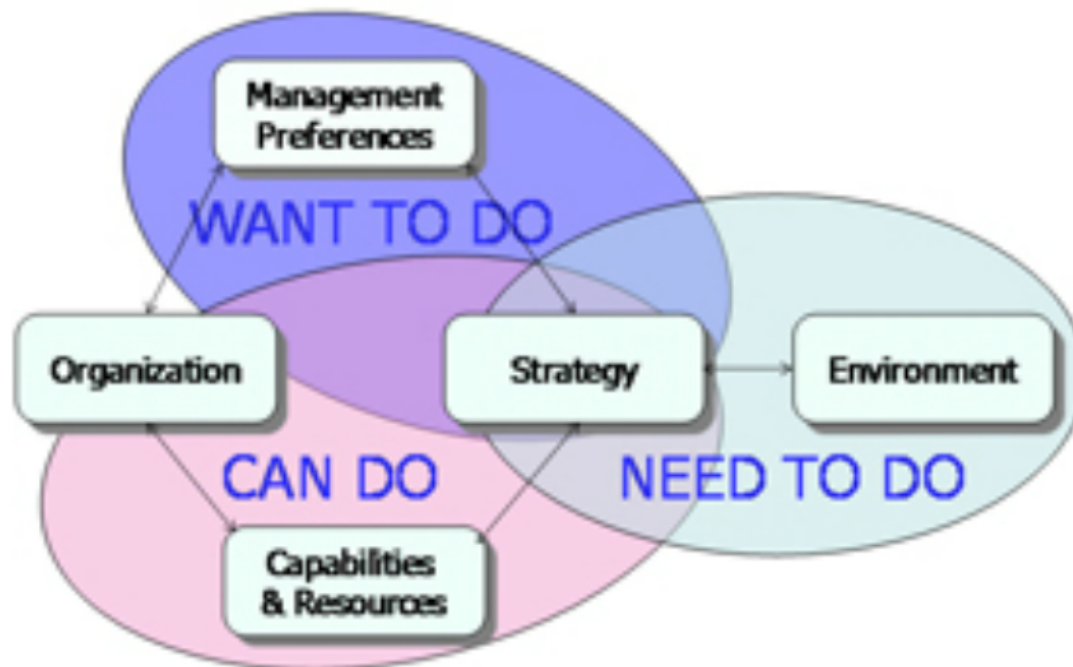 Management
Preferences
WANT TO DO
Organization
Strategy
Environment
CAN DO
NEED TO DO
Capabilities
& Resources